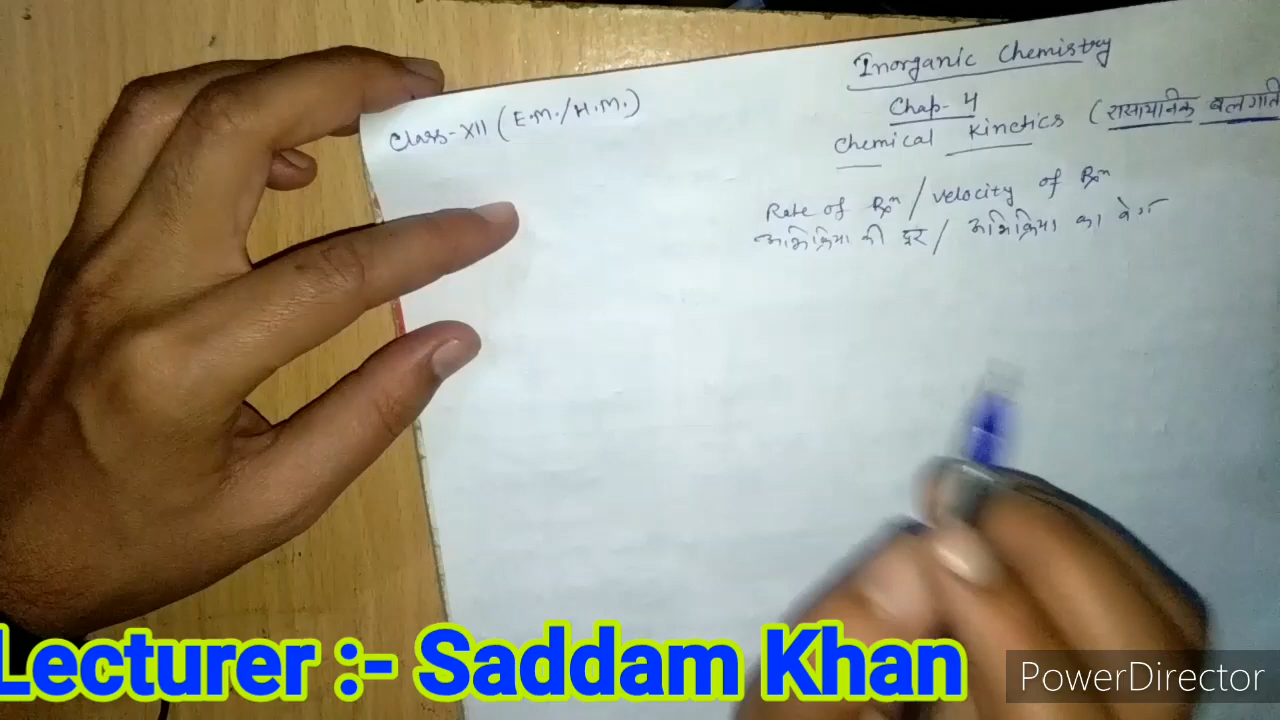 Inorganic Chemistry
Class-XII (E.M./H.M.)
Chap-4
Chemical Kinetics (रासायनिक बलगति
Rate of Rxn / velocity of Rxn
अभिक्रिया की दर / अभिक्रिया का वेग
Lecturer :- Saddam Khan
PowerDirector